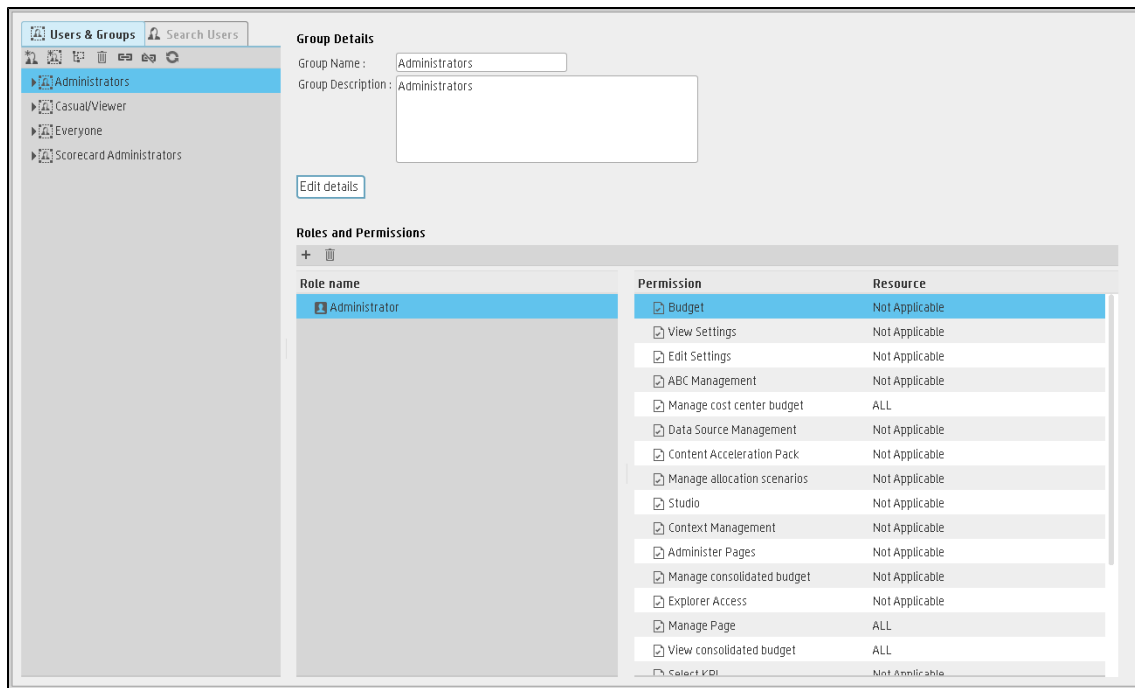 Users & Groups
Search Users
Administrators
Casual/Viewer
Everyone
Scorecard Administrators
Group Details
Group Name :
Administrators
Group Description :
Administrators
Edit details
Roles and Permissions
Role name
Administrator
Permission Resource
Budget Not Applicable
View Settings Not Applicable
Edit Settings Not Applicable
ABC Management Not Applicable
Manage cost center budget ALL
Data Source Management Not Applicable
Content Acceleration Pack Not Applicable
Manage allocation scenarios Not Applicable
Studio Not Applicable
Context Management Not Applicable
Administer Pages Not Applicable
Manage consolidated budget Not Applicable
Explorer Access Not Applicable
Manage Page ALL
View consolidated budget ALL
Select KPI Not Applicable